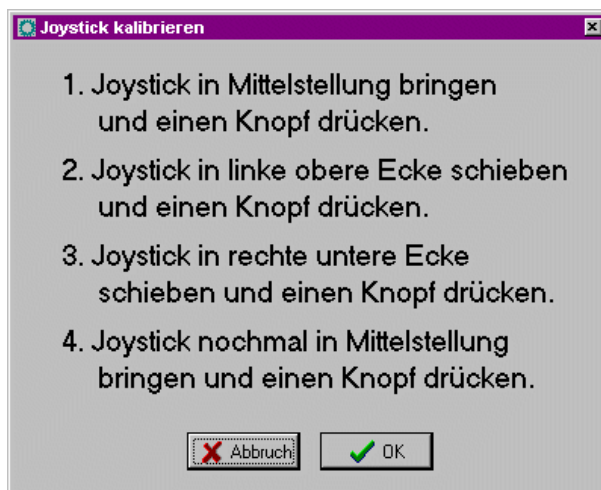 Joystick kalibrieren
1. Joystick in Mittelstellung bringen
und einen Knopf drücken.
2. Joystick in linke obere Ecke schieben
und einen Knopf drücken.
3. Joystick in rechte untere Ecke
schieben und einen Knopf drücken.
4. Joystick nochmal in Mittelstellung
bringen und einen Knopf drücken.
Abbruch OK